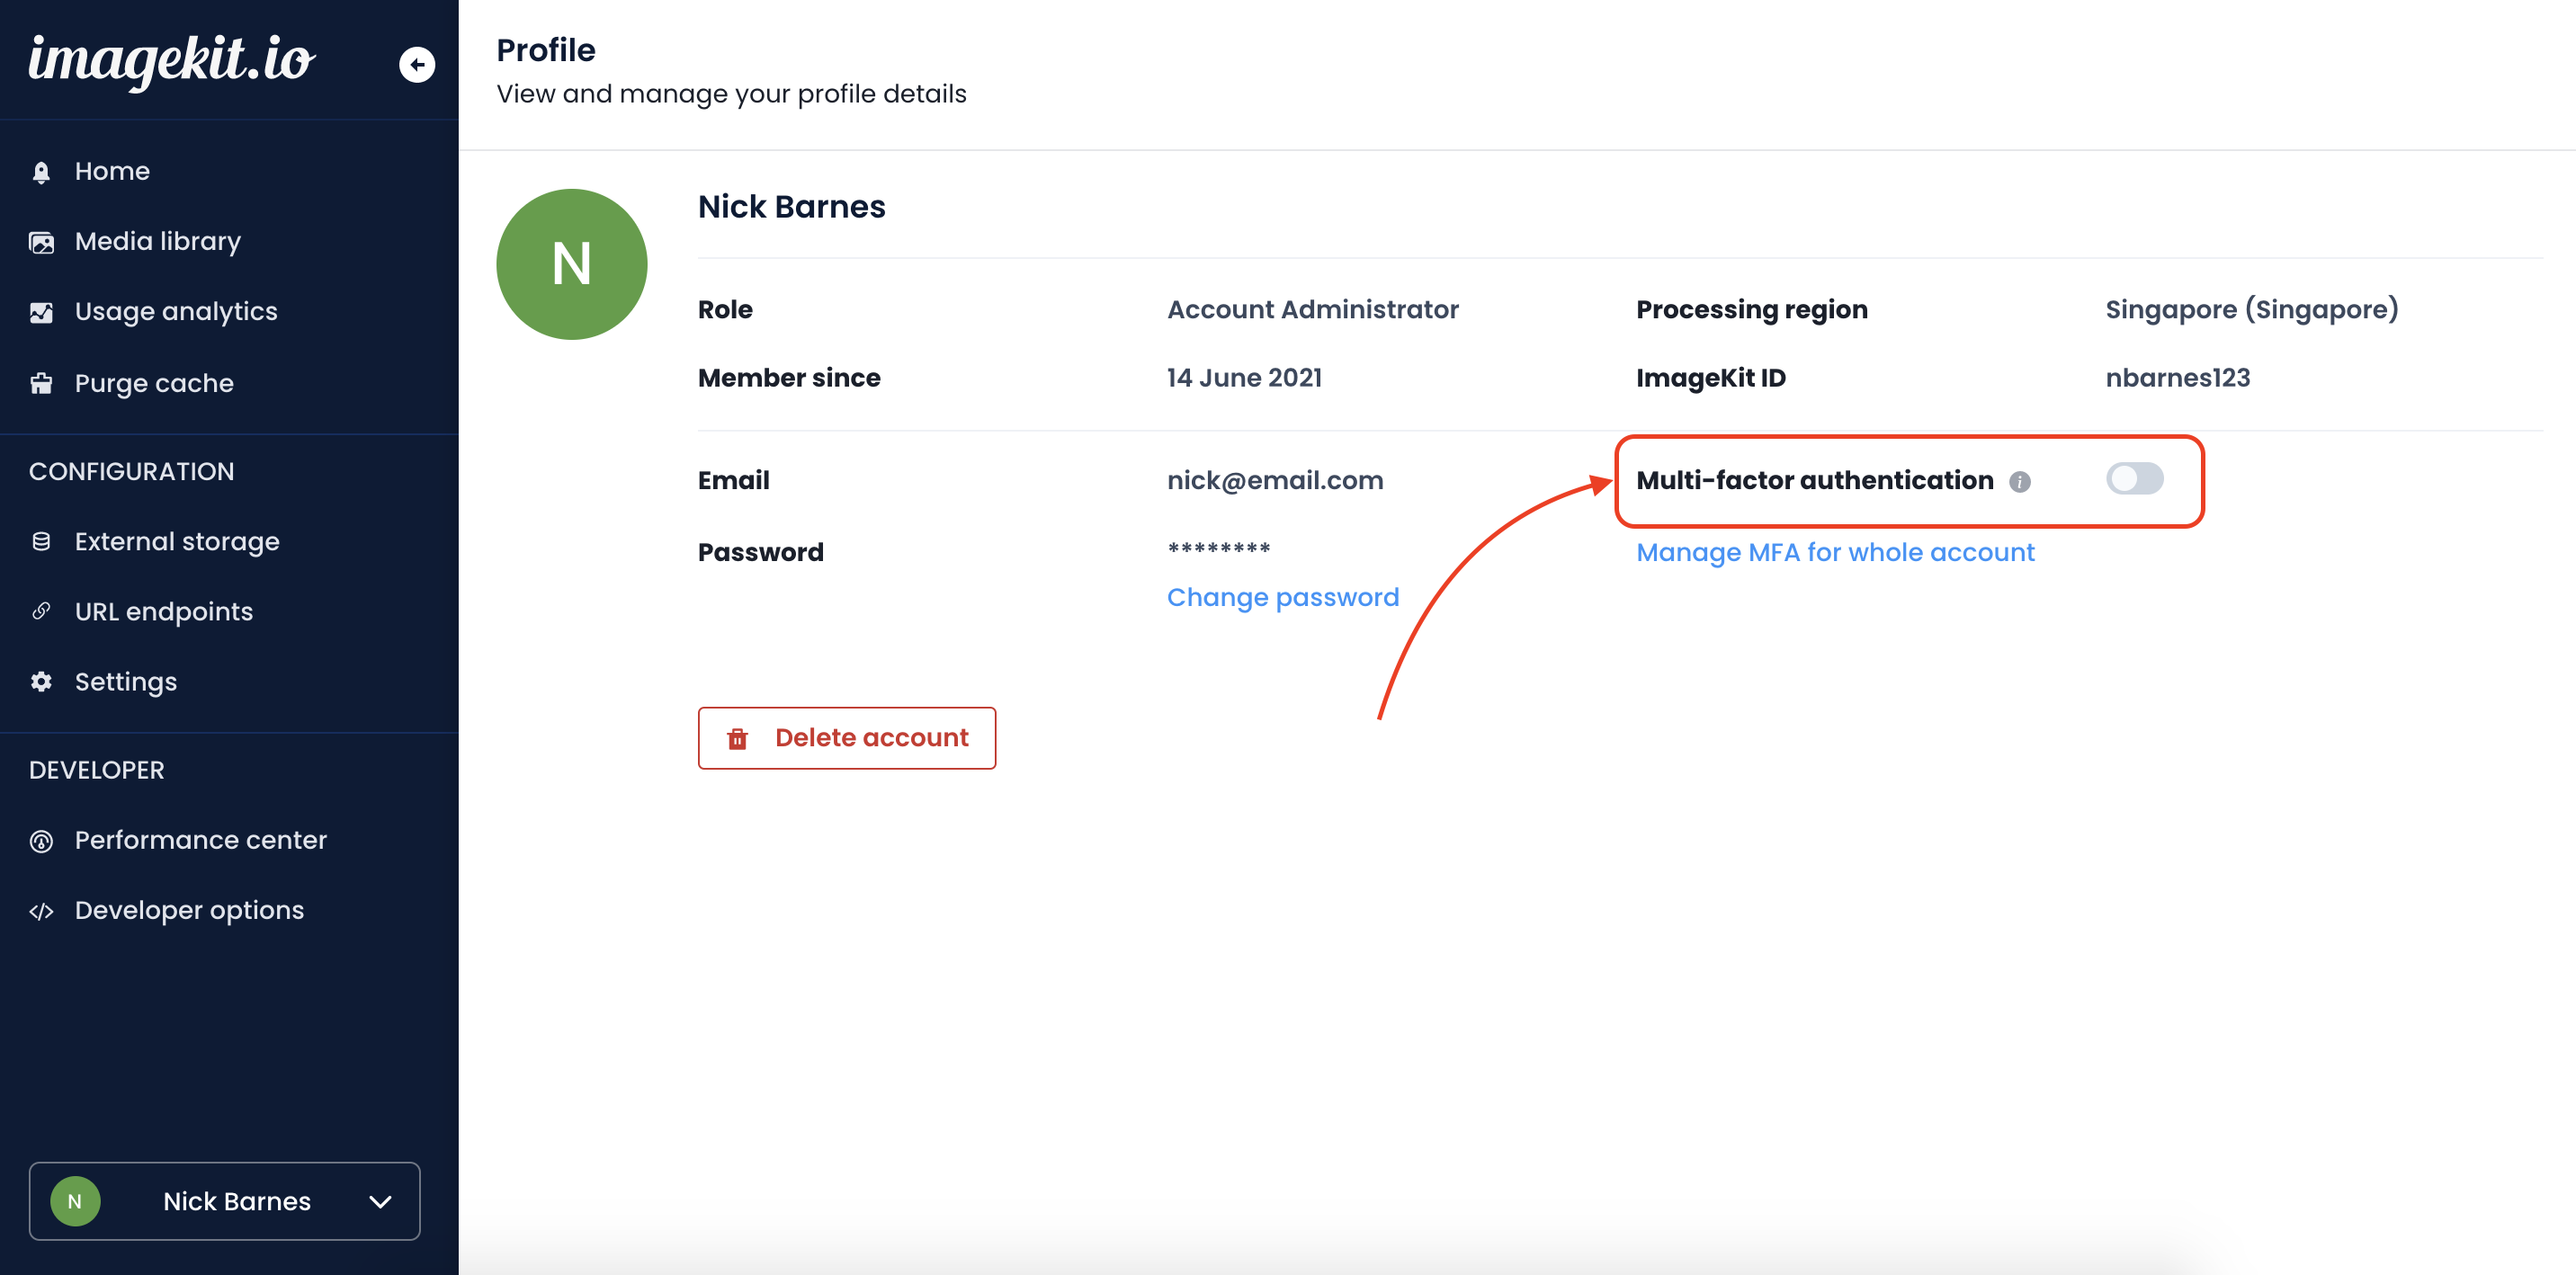 imagekit.io
Home
Media library
Usage analytics
Purge cache
CONFIGURATION
External storage
URL endpoints
Settings
DEVELOPER
Performance center
Developer options
N
Nick Barnes
Profile
View and manage your profile details
N
Nick Barnes
Role Account Administrator Processing region Singapore (Singapore)
Member since 14 June 2021 ImageKit ID nbarnes123
Email nick@email.com Multi-factor authentication i
Password ******** Manage MFA for whole account
Change password
Delete account